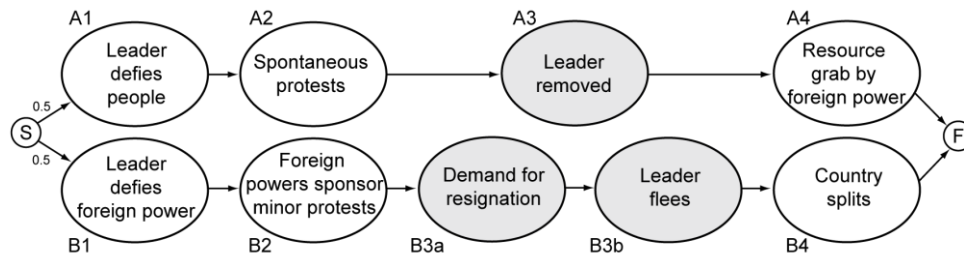 A1
A2
A3
A4
Leader
defies
people
Spontaneous
protests
Leader
removed
Resource
grab by
foreign power
0.5
S
F
0.5
Leader
defies
foreign power
Foreign
powers sponsor
minor protests
Demand for
resignation
Leader
flees
Country
splits
B1
B2
B3a
B3b
B4